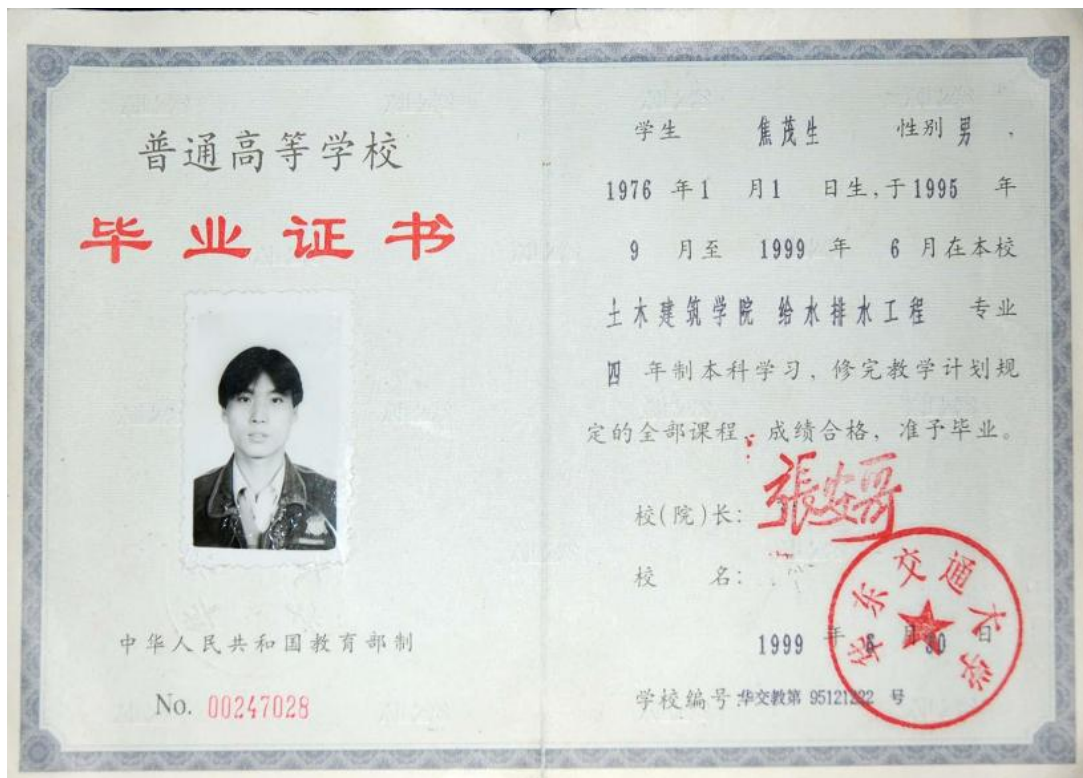 普通高等学校
毕业证书
中华人民共和国教育部制
No. 00247028
学生 焦茂生 性别 男 ,
1976 年 1 月 1 日生,于 1995 年
9 月至 1999 年 6 月在本校
土木建筑学院 给水排水工程 专业
四 年制本科学习, 修完教学计划规
定的全部课程, 成绩合格, 准予毕业。
校(院)长:
校 名:
华东交通大学
1999 年 6 月 30 日
学校编号:华交教第 95121222 号